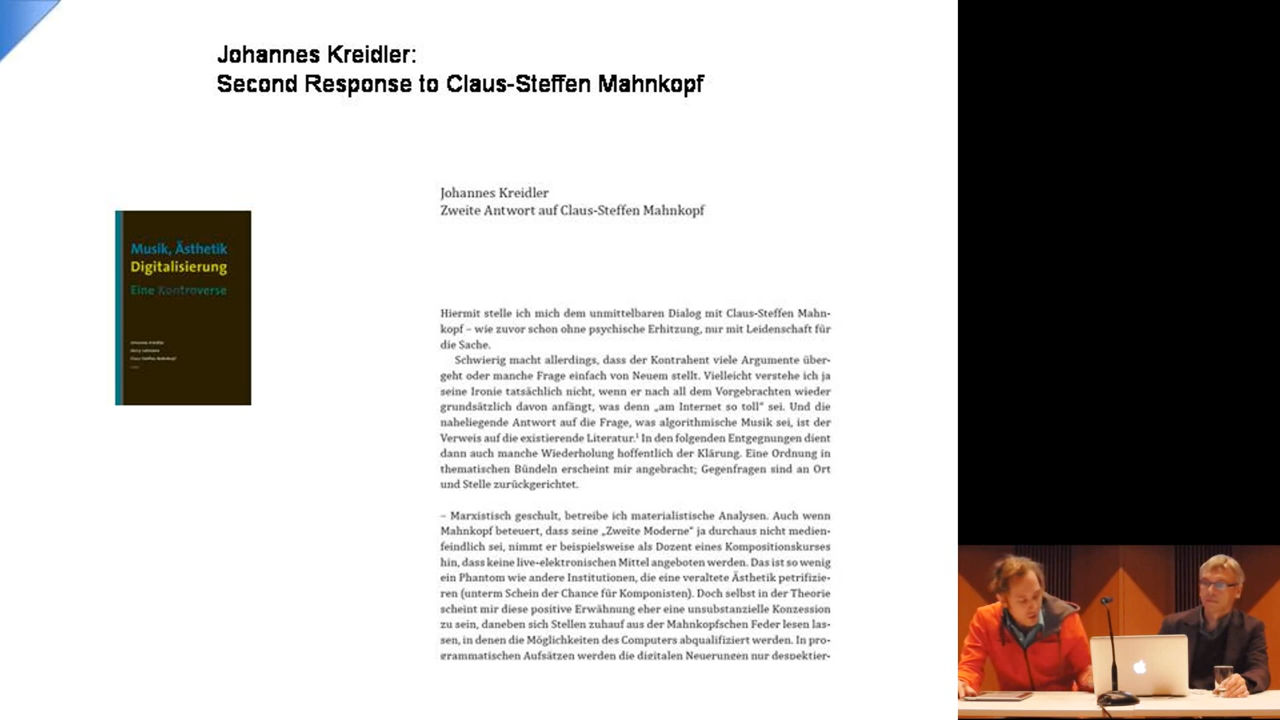 Johannes Kreidler:
Second Response to Claus-Steffen Mahnkopf
Musik, Ästhetik
Digitalisierung
Eine Kontroverse
Johannes Kreidler
Harry Lehmann
Claus-Steffen Mahnkopf
Johannes Kreidler
Zweite Antwort auf Claus-Steffen Mahnkopf
Hiermit stelle ich mich dem unmittelbaren Dialog mit Claus-Steffen Mahn-
kopf – wie zuvor schon ohne psychische Erhitzung, nur mit Leidenschaft für
die Sache.
Schwierig macht allerdings, dass der Kontrahent viele Argumente über-
geht oder manche Frage einfach von Neuem stellt. Vielleicht verstehe ich ja
seine Ironie tatsächlich nicht, wenn er nach all dem Vorgebrachten wieder
grundsätzlich davon anfängt, was denn „am Internet so toll“ sei. Und die
naheliegende Antwort auf die Frage, was algorithmische Musik sei, ist der
Verweis auf die existierende Literatur.¹ In den folgenden Entgegnungen dient
dann auch manche Wiederholung hoffentlich der Klärung. Eine Ordnung in
thematischen Bündeln erscheint mir angebracht; Gegenfragen sind an Ort
und Stelle zurückgerichtet.
– Marxistisch geschult, betreibe ich materialistische Analysen. Auch wenn
Mahnkopf beteuert, dass seine „Zweite Moderne“ ja durchaus nicht medien-
feindlich sei, nimmt er beispielsweise als Dozent eines Kompositionskurses
hin, dass keine live-elektronischen Mittel angeboten werden. Das ist so wenig
ein Phantom wie andere Institutionen, die eine veraltete Ästhetik petrifizie-
ren (unterm Schein der Chance für Komponisten). Doch selbst in der Theorie
scheint mir diese positive Erwähnung eher eine unsubstanzielle Konzession
zu sein, daneben sich Stellen zuhauf aus der Mahnkopfschen Feder lesen las-
sen, in denen die Möglichkeiten des Computers abqualifiziert werden. In pro-
grammatischen Aufsätzen werden die digitalen Neuerungen nur despektier-